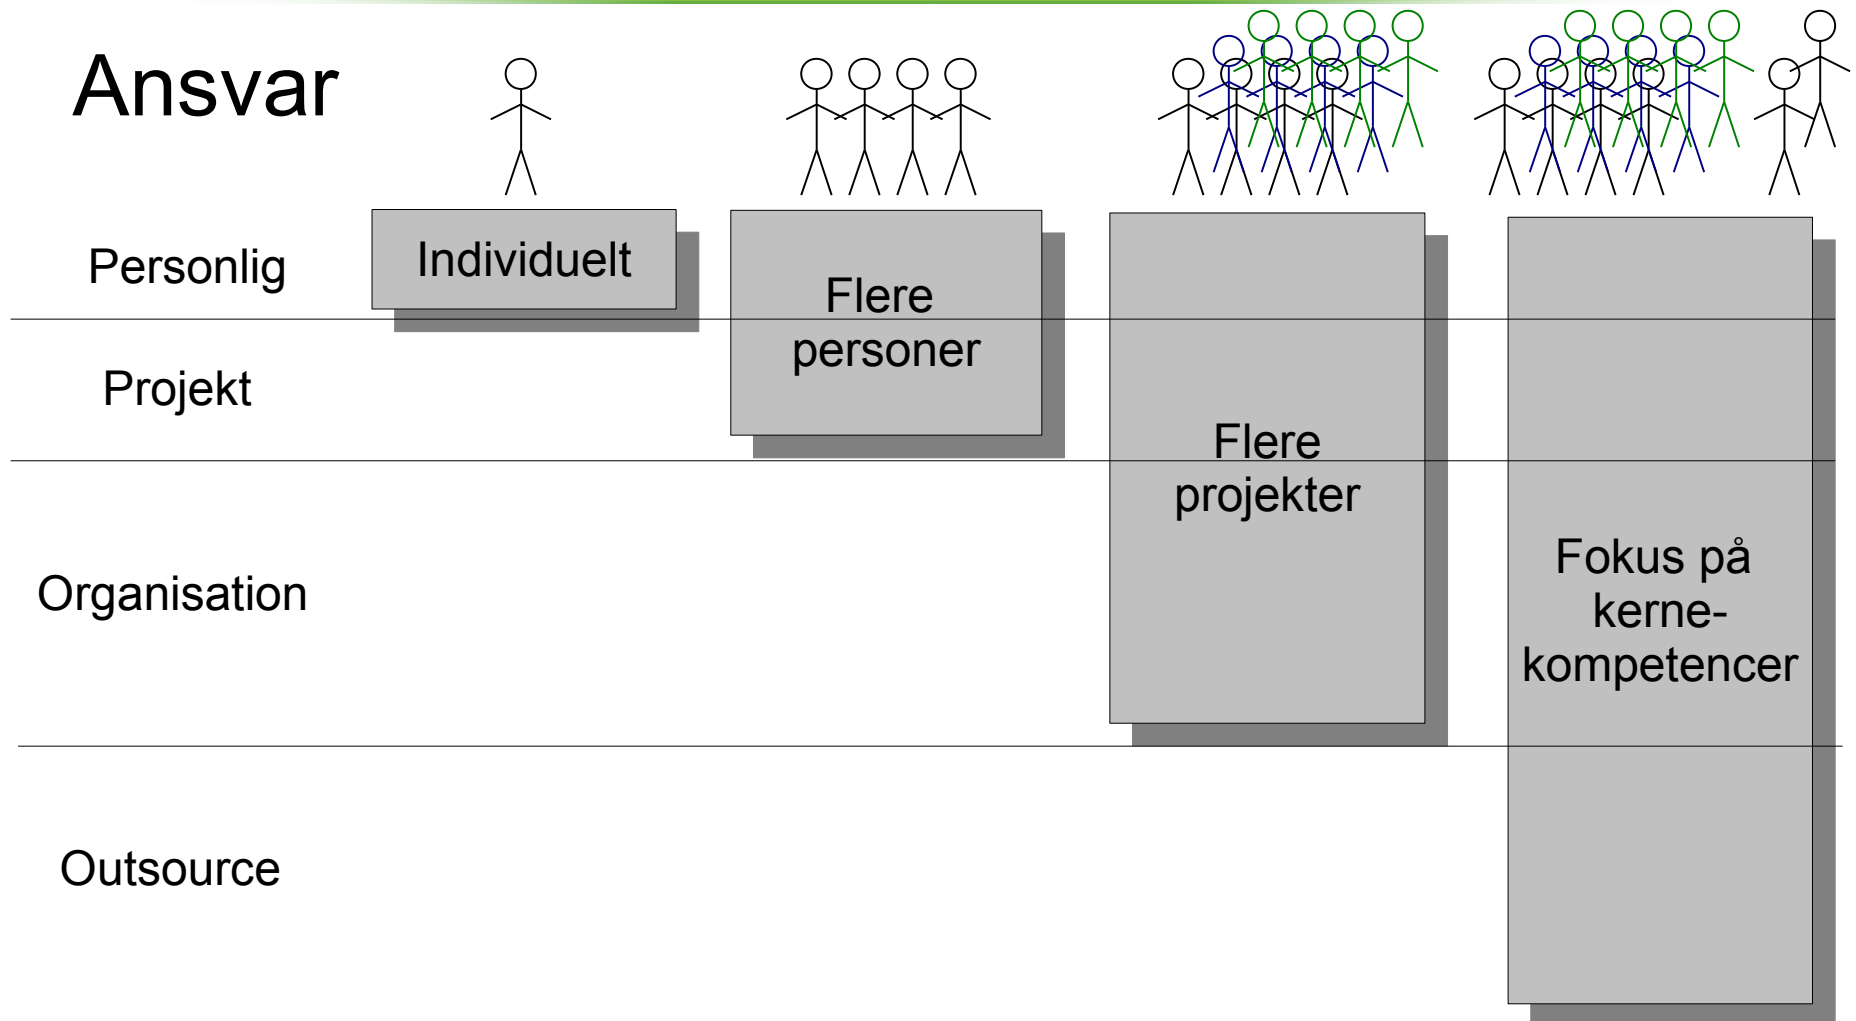 Ansvar
Personlig
Individuelt
Flere
personer
Projekt
Flere
projekter
Organisation
Fokus på
kerne-
kompetencer
Outsource